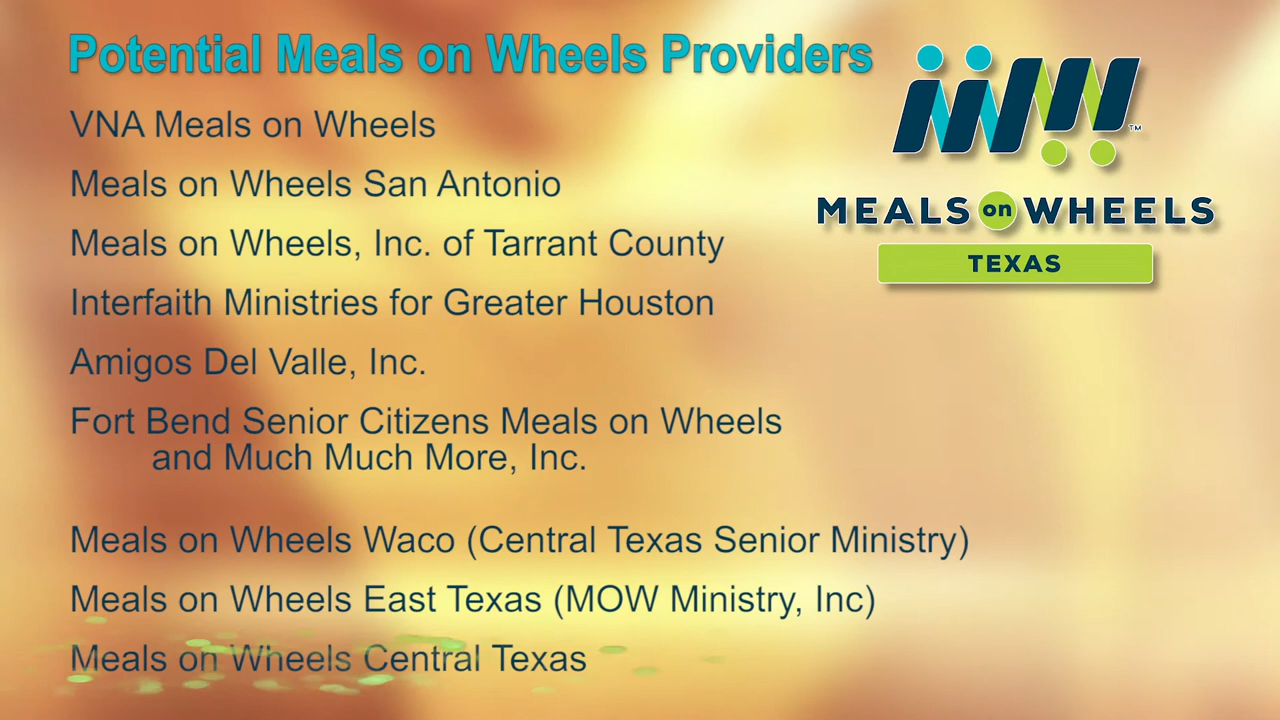 Potential Meals on Wheels Providers
VNA Meals on Wheels
Meals on Wheels San Antonio
Meals on Wheels, Inc. of Tarrant County
Interfaith Ministries for Greater Houston
Amigos Del Valle, Inc.
Fort Bend Senior Citizens Meals on Wheels
and Much Much More, Inc.
Meals on Wheels Waco (Central Texas Senior Ministry)
Meals on Wheels East Texas (MOW Ministry, Inc)
Meals on Wheels Central Texas
TM
MEALS on WHEELS
TEXAS